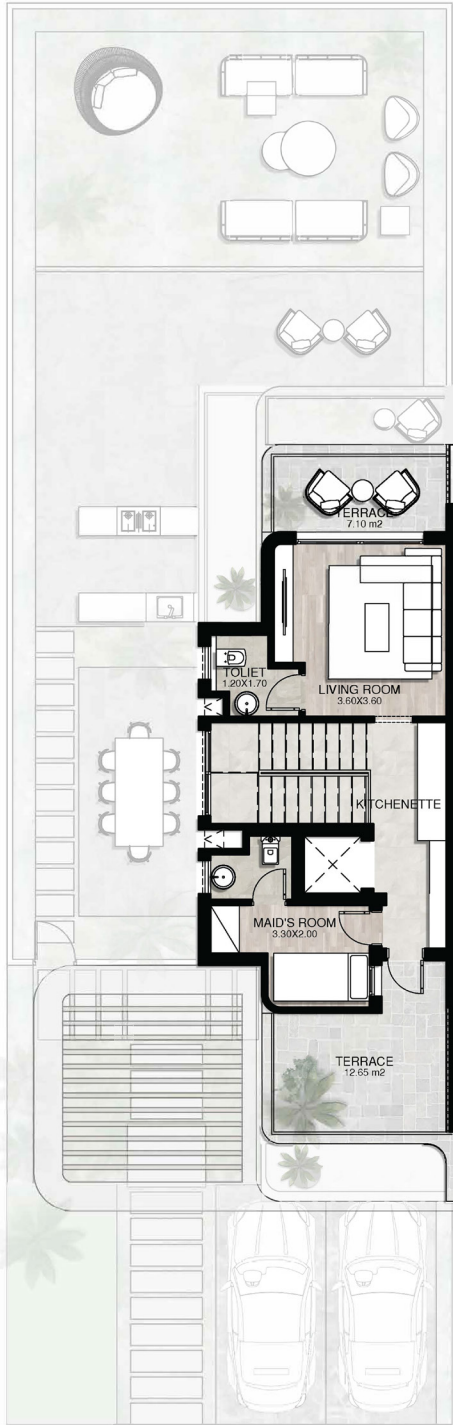 TERRACE
7.10 m2
TOLIET
1.20X1.70
LIVING ROOM
3.60X3.60
KITCHENETTE
MAID'S ROOM
3.30X2.00
TERRACE
12.65 m2